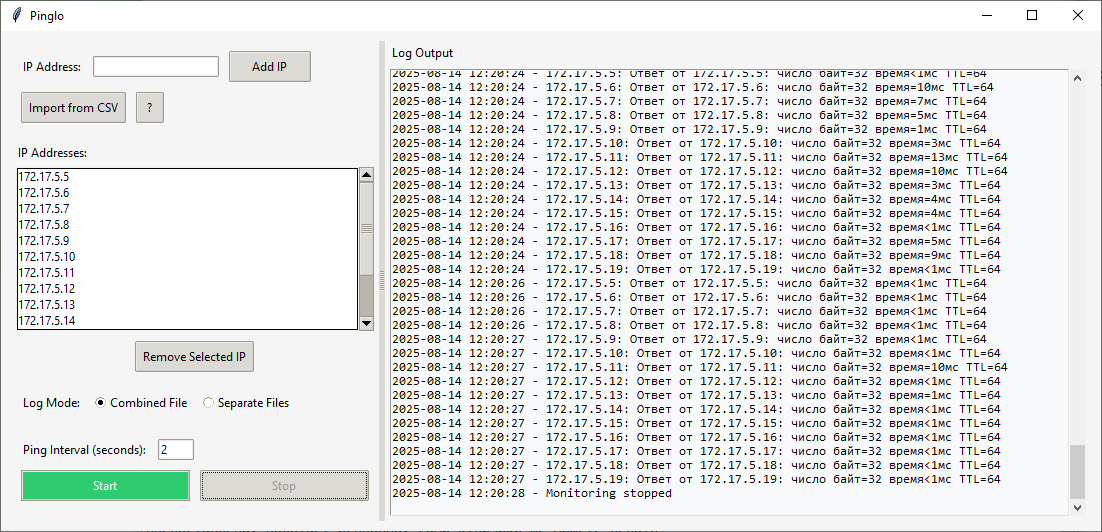 Pinglo
IP Address:
Add IP
Import from CSV
?
IP Addresses:
172.17.5.5
172.17.5.6
172.17.5.7
172.17.5.8
172.17.5.9
172.17.5.10
172.17.5.11
172.17.5.12
172.17.5.13
172.17.5.14
Remove Selected IP
Log Mode:
Combined File
Separate Files
Ping Interval (seconds):
2
Start
Stop
Log Output
2025-08-14 12:20:24 - 172.17.5.5: Ответ от 172.17.5.5: число байт=32 время<1мс TTL=64
2025-08-14 12:20:24 - 172.17.5.6: Ответ от 172.17.5.6: число байт=32 время=10мс TTL=64
2025-08-14 12:20:24 - 172.17.5.7: Ответ от 172.17.5.7: число байт=32 время=7мс TTL=64
2025-08-14 12:20:24 - 172.17.5.8: Ответ от 172.17.5.8: число байт=32 время=5мс TTL=64
2025-08-14 12:20:24 - 172.17.5.9: Ответ от 172.17.5.9: число байт=32 время=1мс TTL=64
2025-08-14 12:20:24 - 172.17.5.10: Ответ от 172.17.5.10: число байт=32 время=3мс TTL=64
2025-08-14 12:20:24 - 172.17.5.11: Ответ от 172.17.5.11: число байт=32 время=13мс TTL=64
2025-08-14 12:20:24 - 172.17.5.12: Ответ от 172.17.5.12: число байт=32 время=10мс TTL=64
2025-08-14 12:20:24 - 172.17.5.13: Ответ от 172.17.5.13: число байт=32 время=3мс TTL=64
2025-08-14 12:20:24 - 172.17.5.14: Ответ от 172.17.5.14: число байт=32 время=4мс TTL=64
2025-08-14 12:20:24 - 172.17.5.15: Ответ от 172.17.5.15: число байт=32 время=4мс TTL=64
2025-08-14 12:20:24 - 172.17.5.16: Ответ от 172.17.5.16: число байт=32 время<1мс TTL=64
2025-08-14 12:20:24 - 172.17.5.17: Ответ от 172.17.5.17: число байт=32 время=5мс TTL=64
2025-08-14 12:20:24 - 172.17.5.18: Ответ от 172.17.5.18: число байт=32 время=9мс TTL=64
2025-08-14 12:20:24 - 172.17.5.19: Ответ от 172.17.5.19: число байт=32 время<1мс TTL=64
2025-08-14 12:20:26 - 172.17.5.5: Ответ от 172.17.5.5: число байт=32 время<1мс TTL=64
2025-08-14 12:20:26 - 172.17.5.6: Ответ от 172.17.5.6: число байт=32 время<1мс TTL=64
2025-08-14 12:20:26 - 172.17.5.7: Ответ от 172.17.5.7: число байт=32 время<1мс TTL=64
2025-08-14 12:20:26 - 172.17.5.8: Ответ от 172.17.5.8: число байт=32 время<1мс TTL=64
2025-08-14 12:20:27 - 172.17.5.9: Ответ от 172.17.5.9: число байт=32 время<1мс TTL=64
2025-08-14 12:20:27 - 172.17.5.10: Ответ от 172.17.5.10: число байт=32 время<1мс TTL=64
2025-08-14 12:20:27 - 172.17.5.11: Ответ от 172.17.5.11: число байт=32 время=10мс TTL=64
2025-08-14 12:20:27 - 172.17.5.12: Ответ от 172.17.5.12: число байт=32 время<1мс TTL=64
2025-08-14 12:20:27 - 172.17.5.13: Ответ от 172.17.5.13: число байт=32 время<1мс TTL=64
2025-08-14 12:20:27 - 172.17.5.14: Ответ от 172.17.5.14: число байт=32 время<1мс TTL=64
2025-08-14 12:20:27 - 172.17.5.15: Ответ от 172.17.5.15: число байт=32 время<1мс TTL=64
2025-08-14 12:20:27 - 172.17.5.16: Ответ от 172.17.5.16: число байт=32 время<1мс TTL=64
2025-08-14 12:20:27 - 172.17.5.17: Ответ от 172.17.5.17: число байт=32 время<1мс TTL=64
2025-08-14 12:20:27 - 172.17.5.18: Ответ от 172.17.5.18: число байт=32 время<1мс TTL=64
2025-08-14 12:20:27 - 172.17.5.19: Ответ от 172.17.5.19: число байт=32 время<1мс TTL=64
2025-08-14 12:20:28 - Monitoring stopped